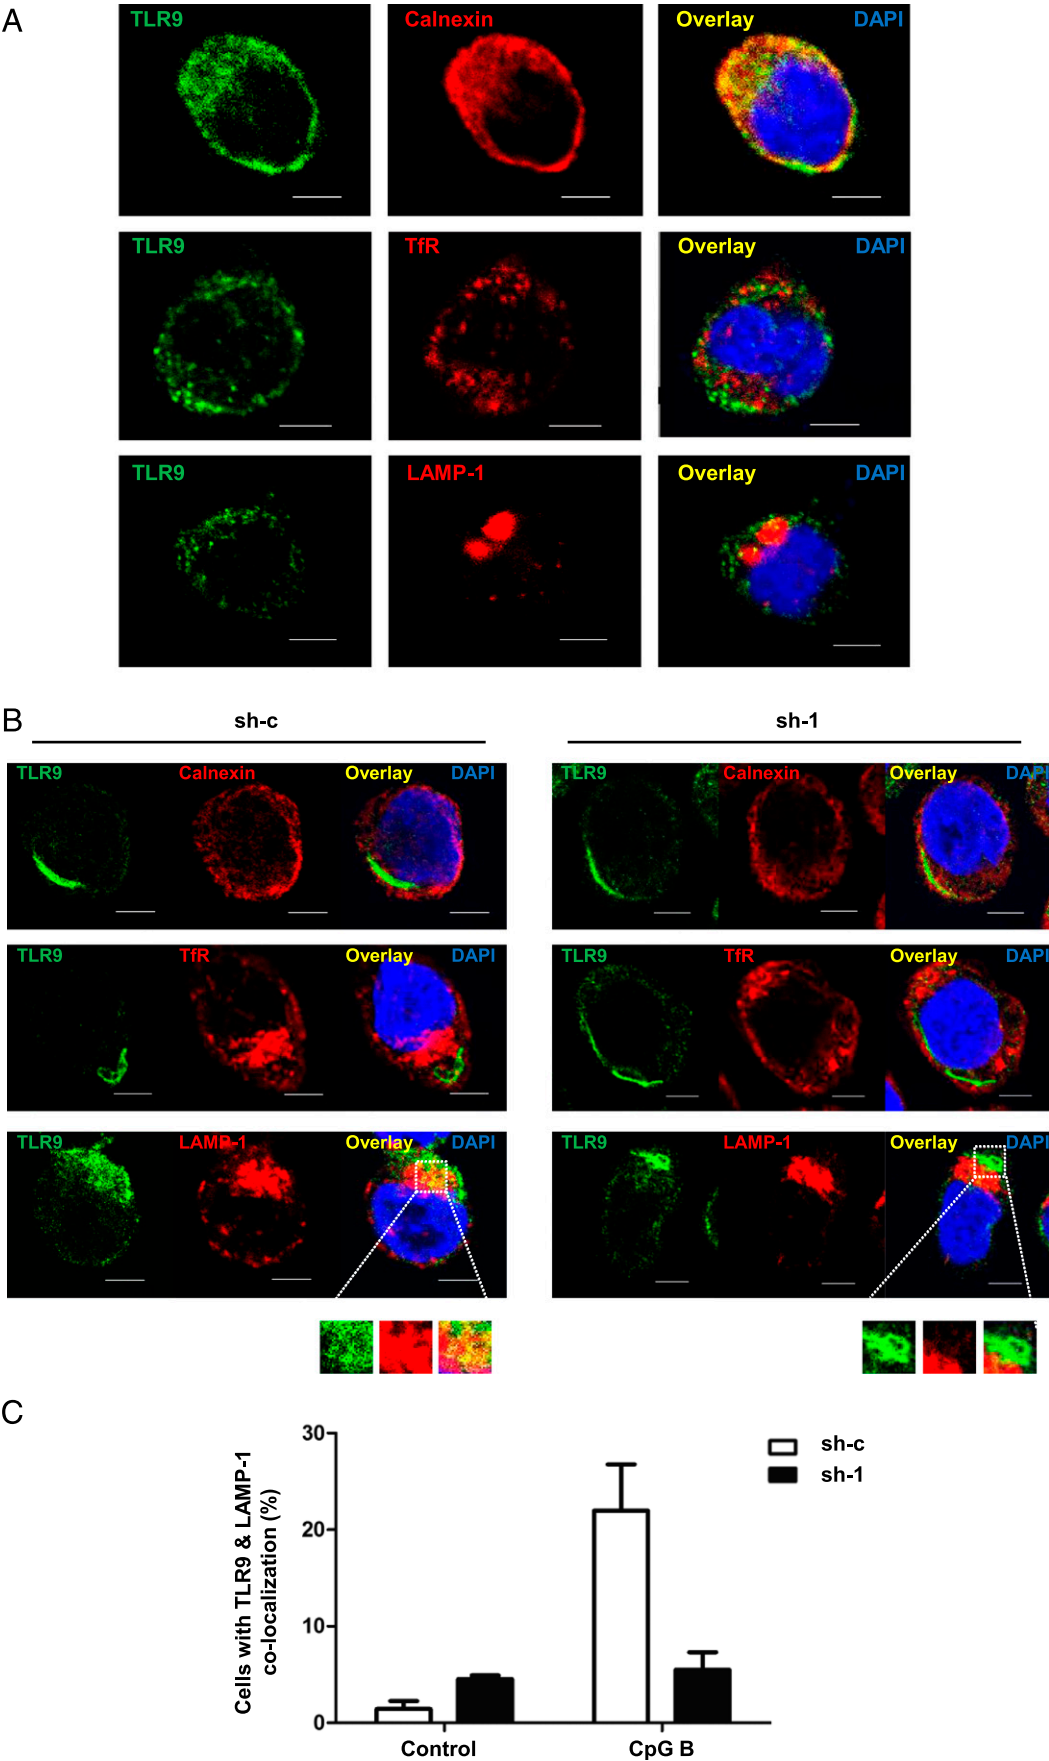 A
TLR9 Calnexin Overlay DAPI
TLR9 TfR Overlay DAPI
TLR9 LAMP-1 Overlay DAPI
B
sh-c sh-1
TLR9 Calnexin Overlay DAPI TLR9 Calnexin Overlay DAPI
TLR9 TfR Overlay DAPI TLR9 TfR Overlay DAPI
TLR9 LAMP-1 Overlay DAPI TLR9 LAMP-1 Overlay DAPI
C
Cells with TLR9 & LAMP-1
co-localization (%)
30
20
10
0
sh-c
sh-1
Control CpG B